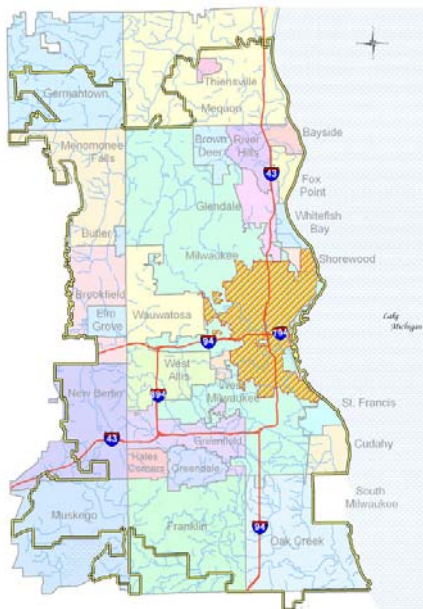 Thiensville
Germantown
Mequon
Menomonee
Falls
Brown
Deer
River
Hills
Bayside
43
Fox
Point
Glendale
Whitefish
Bay
Butler
Milwaukee
Shorewood
Brookfield
Elm
Grove
Wauwatosa
Lake
Michigan
94
794
West
Allis
New Berlin
West
Milwaukee
St. Francis
43
Greenfield
Cudahy
Hales
Corners
Greendale
South
Milwaukee
Muskego
Franklin
94
Oak Creek